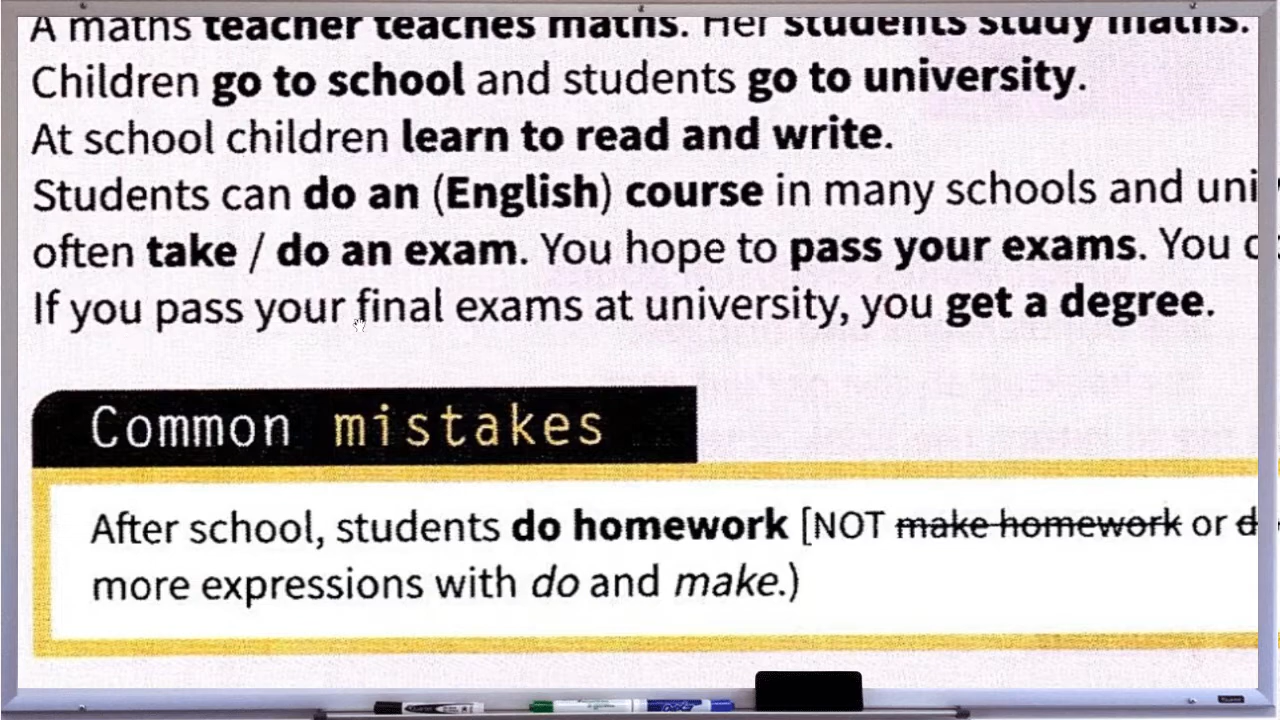 A maths teacher teaches maths. Her students study maths.
Children go to school and students go to university.
At school children learn to read and write.
Students can do an (English) course in many schools and uni
often take / do an exam. You hope to pass your exams. You
If you pass your final exams at university, you get a degree.
Common mistakes
After school, students do homework [NOT make homework or
more expressions with do and make.)